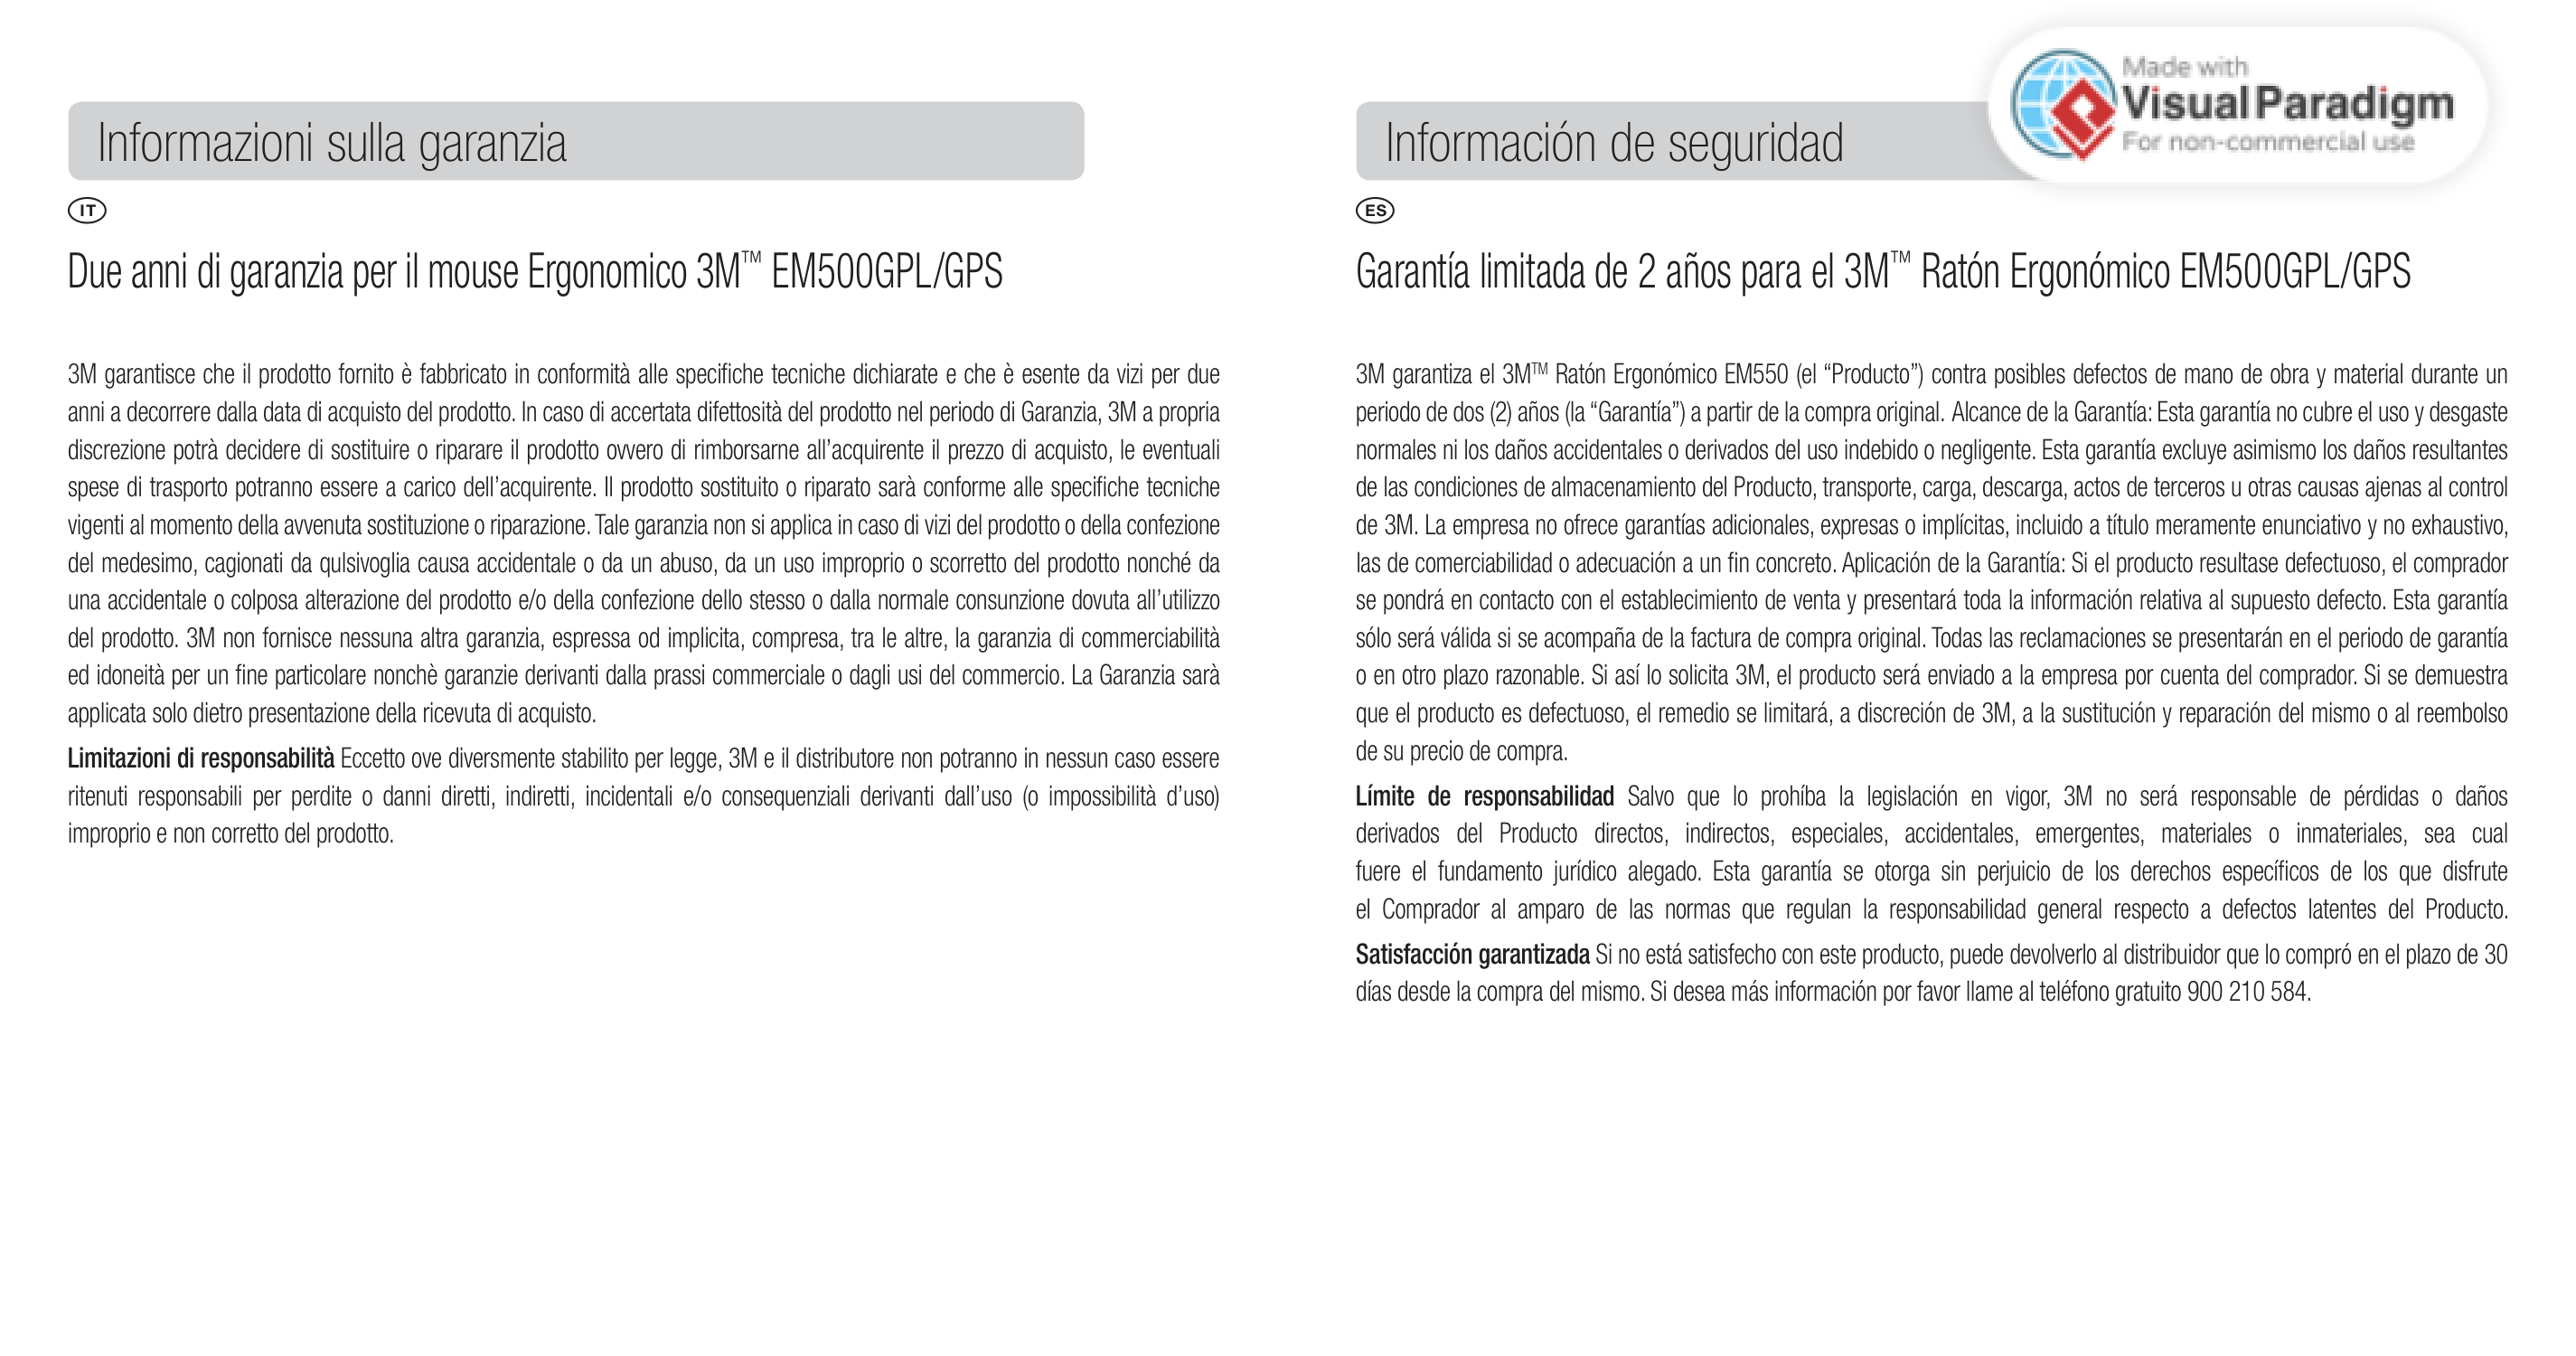 Informazioni sulla garanzia
IT
Due anni di garanzia per il mouse Ergonomico 3M™ EM500GPL/GPS
3M garantisce che il prodotto fornito è fabbricato in conformità alle specifiche tecniche dichiarate e che è esente da vizi per due
anni a decorrere dalla data di acquisto del prodotto. In caso di accertata difettosità del prodotto nel periodo di Garanzia, 3M a propria
discrezione potrà decidere di sostituire o riparare il prodotto ovvero di rimborsarne all’acquirente il prezzo di acquisto, le eventuali
spese di trasporto potranno essere a carico dell’acquirente. Il prodotto sostituito o riparato sarà conforme alle specifiche tecniche
vigenti al momento della avvenuta sostituzione o riparazione. Tale garanzia non si applica in caso di vizi del prodotto o della confezione
del medesimo, cagionati da qulsivoglia causa accidentale o da un abuso, da un uso improprio o scorretto del prodotto nonché da
una accidentale o colposa alterazione del prodotto e/o della confezione dello stesso o dalla normale consunzione dovuta all’utilizzo
del prodotto. 3M non fornisce nessuna altra garanzia, espressa od implicita, compresa, tra le altre, la garanzia di commerciabilità
ed idoneità per un fine particolare nonchè garanzie derivanti dalla prassi commerciale o dagli usi del commercio. La Garanzia sarà
applicata solo dietro presentazione della ricevuta di acquisto.
Limitazioni di responsabilità Eccetto ove diversmente stabilito per legge, 3M e il distributore non potranno in nessun caso essere
ritenuti responsabili per perdite o danni diretti, indiretti, incidentali e/o consequenziali derivanti dall’uso (o impossibilità d’uso)
improprio e non corretto del prodotto.
Información de seguridad
ES
Garantía limitada de 2 años para el 3M™ Ratón Ergonómico EM500GPL/GPS
3M garantiza el 3M™ Ratón Ergonómico EM550 (el “Producto”) contra posibles defectos de mano de obra y material durante un
periodo de dos (2) años (la “Garantía”) a partir de la compra original. Alcance de la Garantía: Esta garantía no cubre el uso y desgaste
normales ni los daños accidentales o derivados del uso indebido o negligente. Esta garantía excluye asimismo los daños resultantes
de las condiciones de almacenamiento del Producto, transporte, carga, descarga, actos de terceros u otras causas ajenas al control
de 3M. La empresa no ofrece garantías adicionales, expresas o implícitas, incluido a título meramente enunciativo y no exhaustivo,
las de comerciabilidad o adecuación a un fin concreto. Aplicación de la Garantía: Si el producto resultase defectuoso, el comprador
se pondrá en contacto con el establecimiento de venta y presentará toda la información relativa al supuesto defecto. Esta garantía
sólo será válida si se acompaña de la factura de compra original. Todas las reclamaciones se presentarán en el periodo de garantía
o en otro plazo razonable. Si así lo solicita 3M, el producto será enviado a la empresa por cuenta del comprador. Si se demuestra
que el producto es defectuoso, el remedio se limitará, a discreción de 3M, a la sustitución y reparación del mismo o al reembolso
de su precio de compra.
Límite de responsabilidad Salvo que lo prohíba la legislación en vigor, 3M no será responsable de pérdidas o daños
derivados del Producto directos, indirectos, especiales, accidentales, emergentes, materiales o inmateriales, sea cual
fuere el fundamento jurídico alegado. Esta garantía se otorga sin perjuicio de los derechos específicos de los que disfrute
el Comprador al amparo de las normas que regulan la responsabilidad general respecto a defectos latentes del Producto.
Satisfacción garantizada Si no está satisfecho con este producto, puede devolverlo al distribuidor que lo compró en el plazo de 30
días desde la compra del mismo. Si desea más información por favor llame al teléfono gratuito 900 210 584.
Made with
Visual Paradigm
For non-commercial use